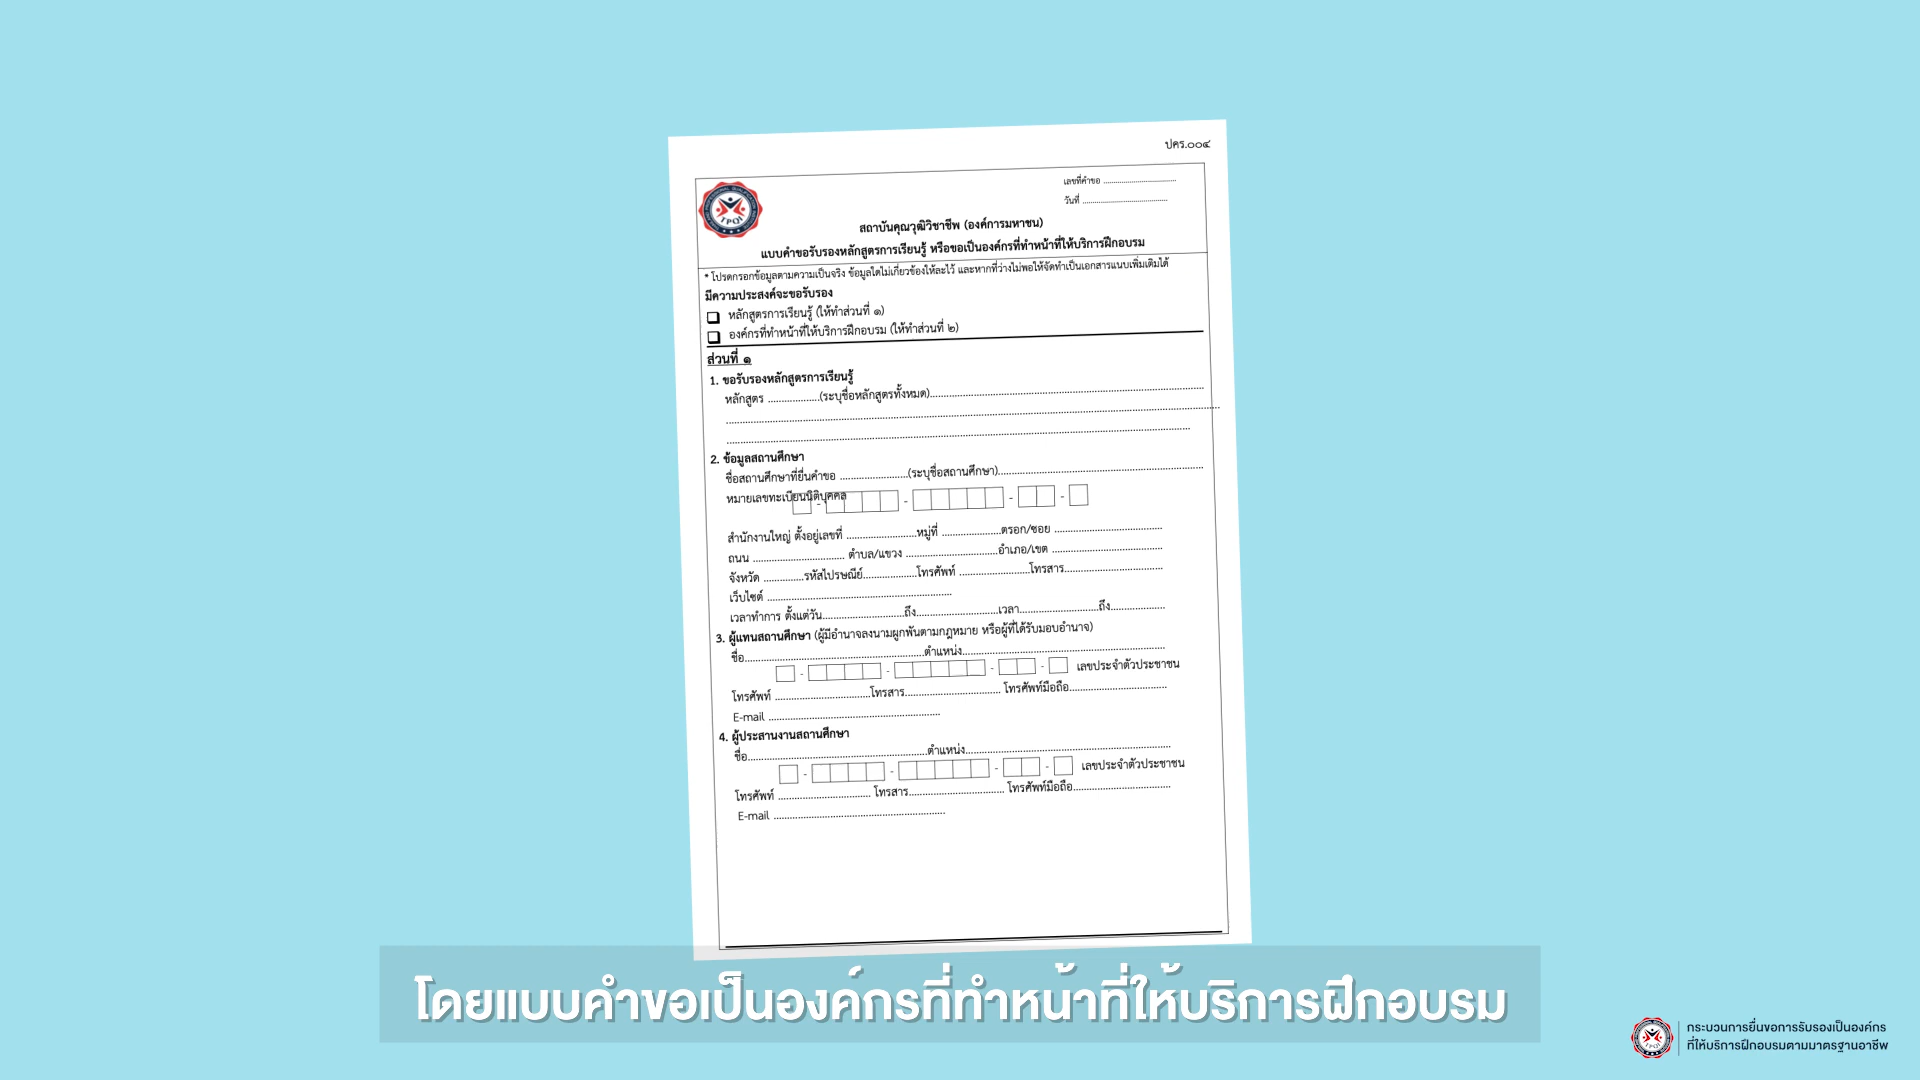 ปคร.๐๐๔
เลขที่คำขอ ................................
วันที่ .....................................
TPQI
สถาบันคุณวุฒิวิชาชีพ (องค์การมหาชน)
แบบคำขอรับรองหลักสูตรการเรียนรู้ หรือขอเป็นองค์กรที่ทำหน้าที่ให้บริการฝึกอบรม
* โปรดกรอกข้อมูลตามความเป็นจริง ข้อมูลใดไม่เกี่ยวข้องให้ละไว้ และหากที่ว่างไม่พอให้จัดทำเป็นเอกสารแนบเพิ่มเติมได้
มีความประสงค์จะขอรับรอง
❑ หลักสูตรการเรียนรู้ (ให้ทำส่วนที่ ๑)
❑ องค์กรที่ทำหน้าที่ให้บริการฝึกอบรม (ให้ทำส่วนที่ ๒)
ส่วนที่ ๑
1. ขอรับรองหลักสูตรการเรียนรู้
หลักสูตร ..................(ระบุชื่อหลักสูตรทั้งหมด)..............................
2. ข้อมูลสถานศึกษา
ชื่อสถานศึกษาที่ยื่นคำขอ ........................(ระบุชื่อสถานศึกษา)..............................
หมายเลขทะเบียนนิติบุคคล - - - -
สำนักงานใหญ่ ตั้งอยู่เลขที่ ........................หมู่ที่ .....................ตรอก/ซอย ..............................
ถนน .............................. ตำบล/แขวง ..............................อำเภอ/เขต ..............................
จังหวัด ..............รหัสไปรษณีย์...................โทรศัพท์ ........................โทรสาร..............................
เว็บไซต์ ..............................
เวลาทำการ ตั้งแต่วัน............................ถึง............................เวลา............................ถึง...................
3. ผู้แทนสถานศึกษา (ผู้มีอำนาจลงนามผูกพันตามกฎหมาย หรือผู้ที่ได้รับมอบอำนาจ)
ชื่อ..............................ตำแหน่ง..............................
- - - - เลขประจำตัวประชาชน
โทรศัพท์ ..............................โทรสาร.............................. โทรศัพท์มือถือ..............................
E-mail ..............................
4. ผู้ประสานงานสถานศึกษา
ชื่อ..............................ตำแหน่ง..............................
- - - - เลขประจำตัวประชาชน
โทรศัพท์ .............................. โทรสาร.............................. โทรศัพท์มือถือ..............................
E-mail ..............................
โดยแบบคำขอเป็นองค์กรที่ทำหน้าที่ให้บริการฝึกอบรม
กระบวนการยื่นขอการรับรองเป็นองค์กร
ที่ให้บริการฝึกอบรมตามมาตรฐานอาชีพ